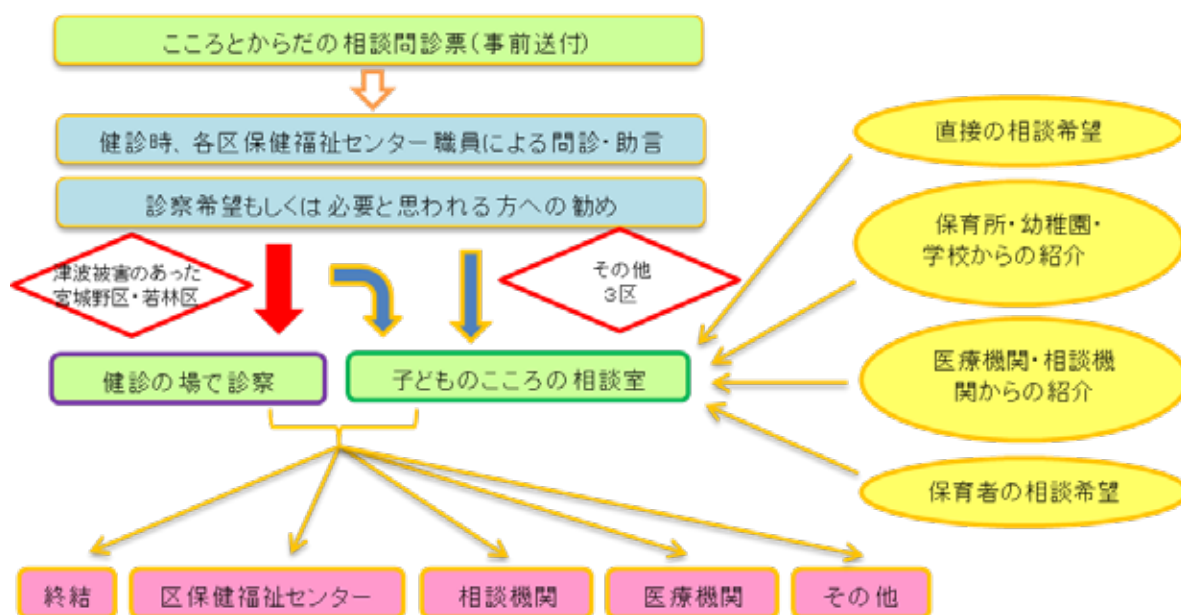 こころとからだの相談問診票(事前送付)
健診時、各区保健福祉センター職員による問診・助言
診察希望もしくは必要と思われる方への勧め
津波被害のあった
宮城野区・若林区
その他
3区
健診の場で診察
子どものこころの相談室
直接の相談希望
保育所・幼稚園・
学校からの紹介
医療機関・相談機
関からの紹介
保育者の相談希望
終結
区保健福祉センター
相談機関
医療機関
その他